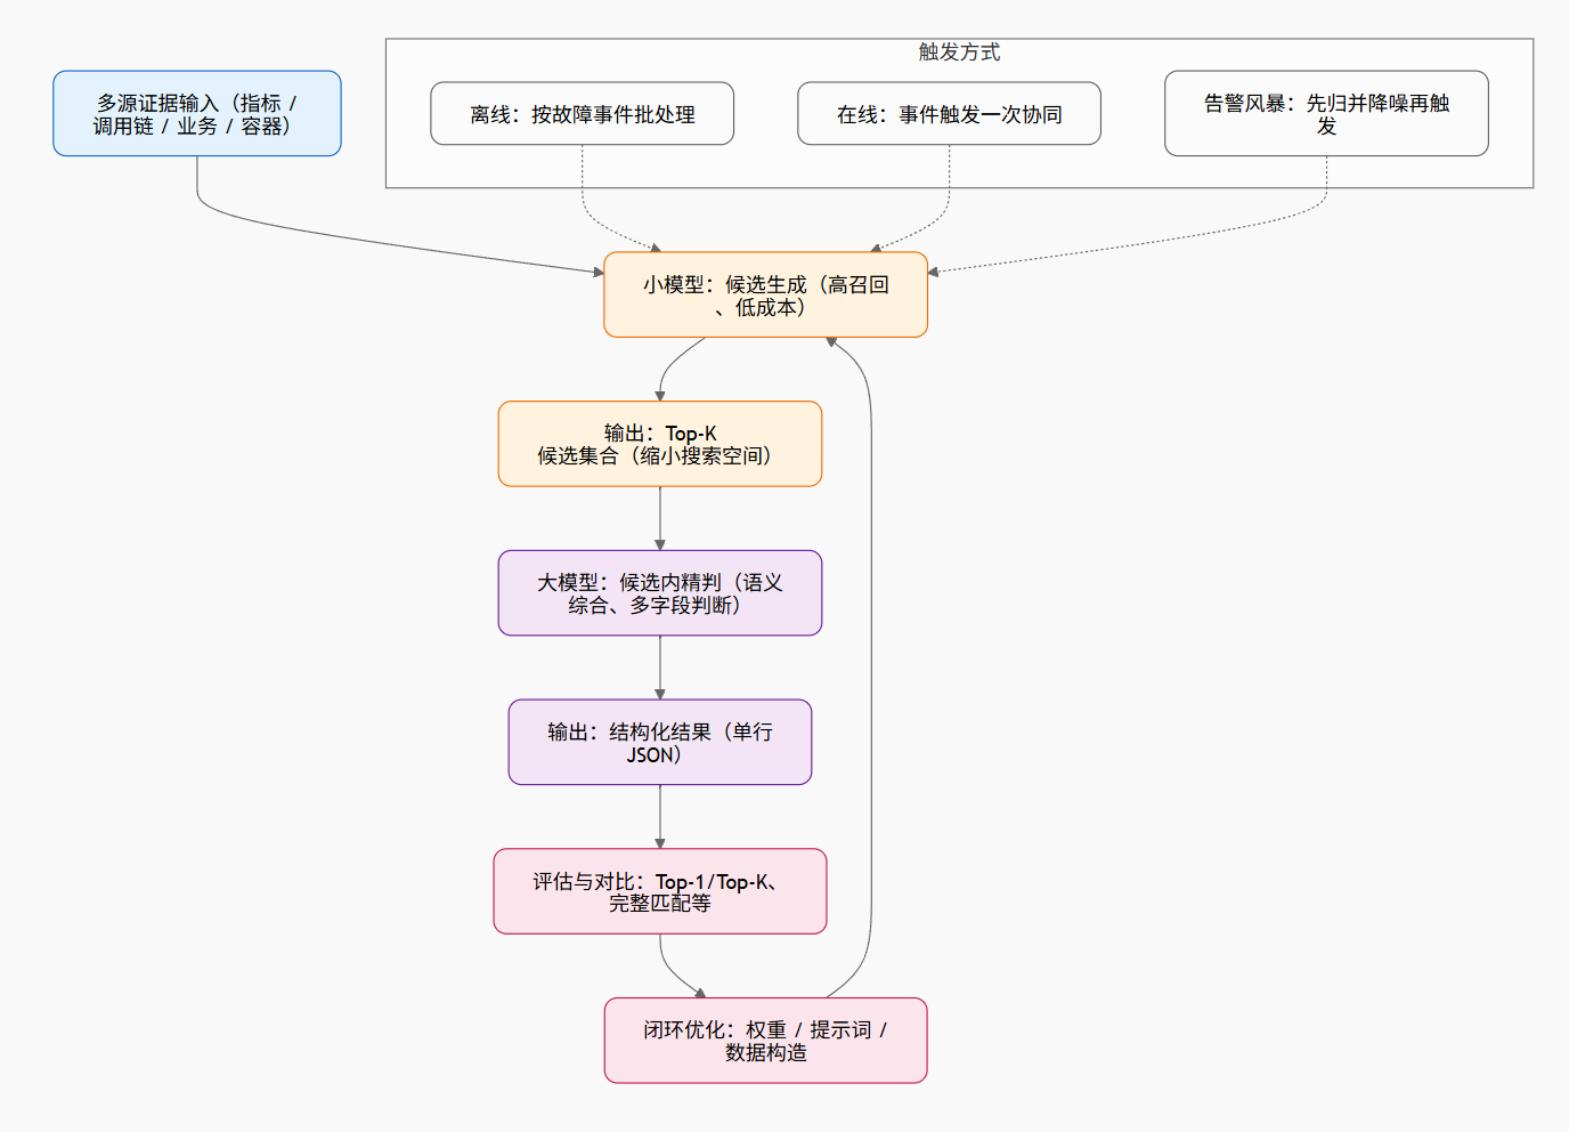 触发方式
多源证据输入（指标 /
调用链 / 业务 / 容器）
离线：按故障事件批处理
在线：事件触发一次协同
告警风暴：先归并降噪再触
发
小模型：候选生成（高召回
、低成本）
输出：Top-K
候选集合（缩小搜索空间）
大模型：候选内精判（语义
综合、多字段判断）
输出：结构化结果（单行
JSON）
评估与对比：Top-1/Top-K、
完整匹配等
闭环优化：权重 / 提示词 /
数据构造